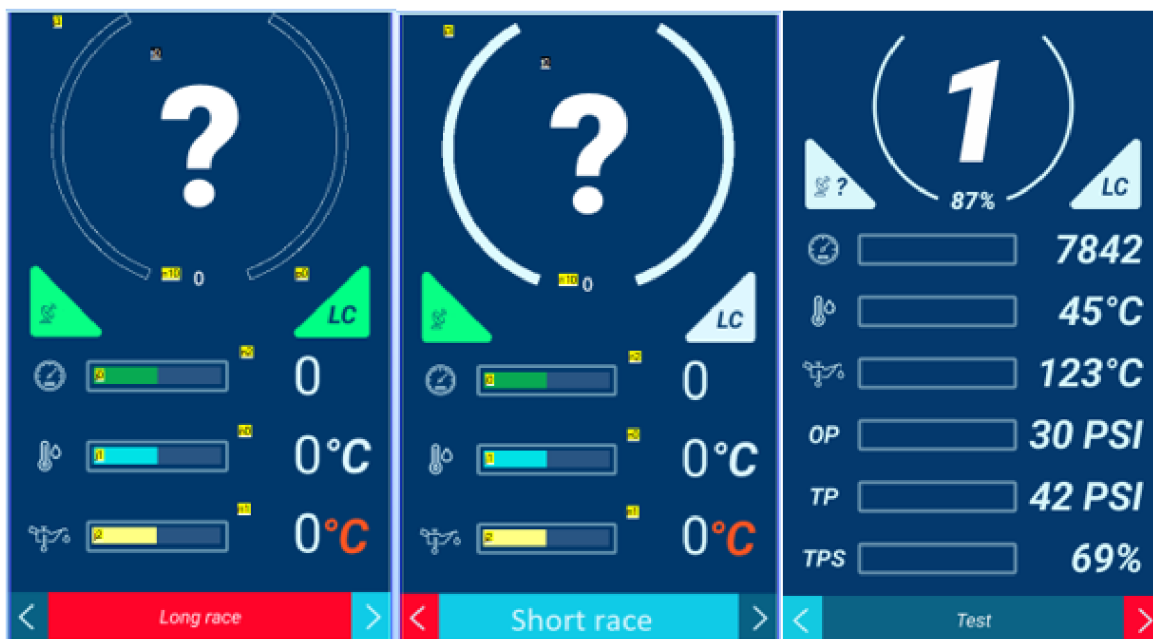 ?
0
LC
0
0°C
0°C
< Long race >
?
0
LC
0
0°C
0°C
< Short race >
1
87%
?
LC
7842
45°C
123°C
OP 30 PSI
TP 42 PSI
TPS 69%
< Test >